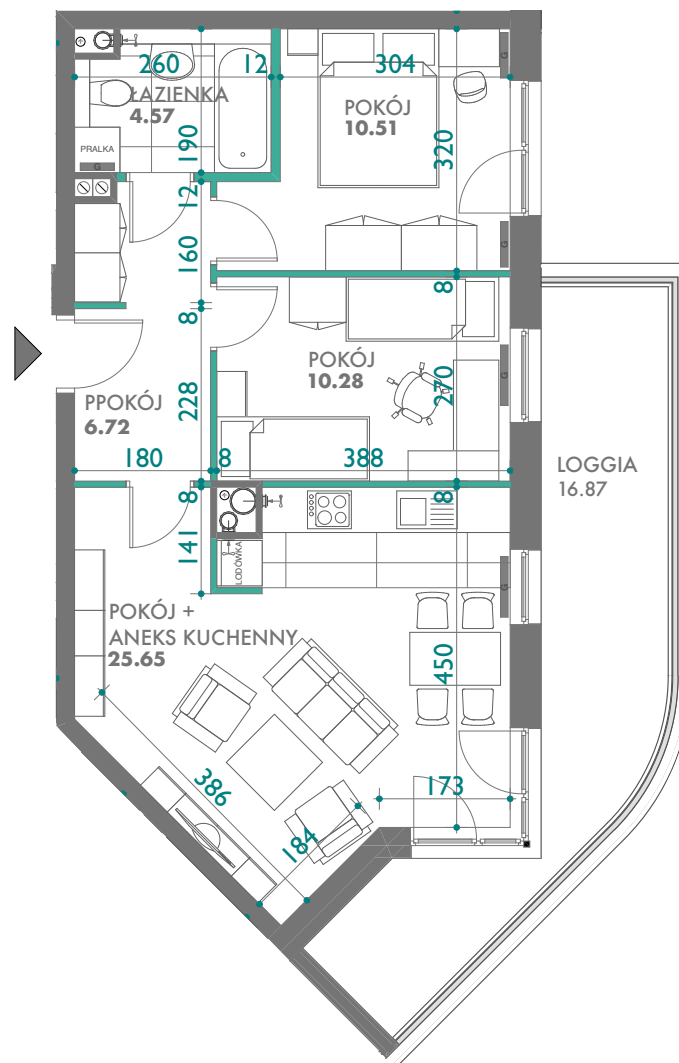 260
12
304
ŁAZIENKA
4.57
POKÓJ
10.51
PRALKA
G
190
320
G
12
160
G
8
8
POKÓJ
10.28
G
270
PPOKÓJ
6.72
228
180
8
388
LOGGIA
16.87
8
8
141
LODÓWKA
G
POKÓJ +
ANEKS KUCHENNY
25.65
450
386
173
184